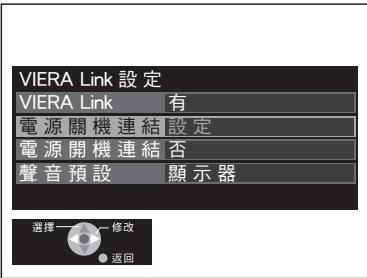 VIERA Link 設定
VIERA Link 有
電源關機連結 設定
電源開機連結 否
聲音預設 顯示器
選擇 修改
返回